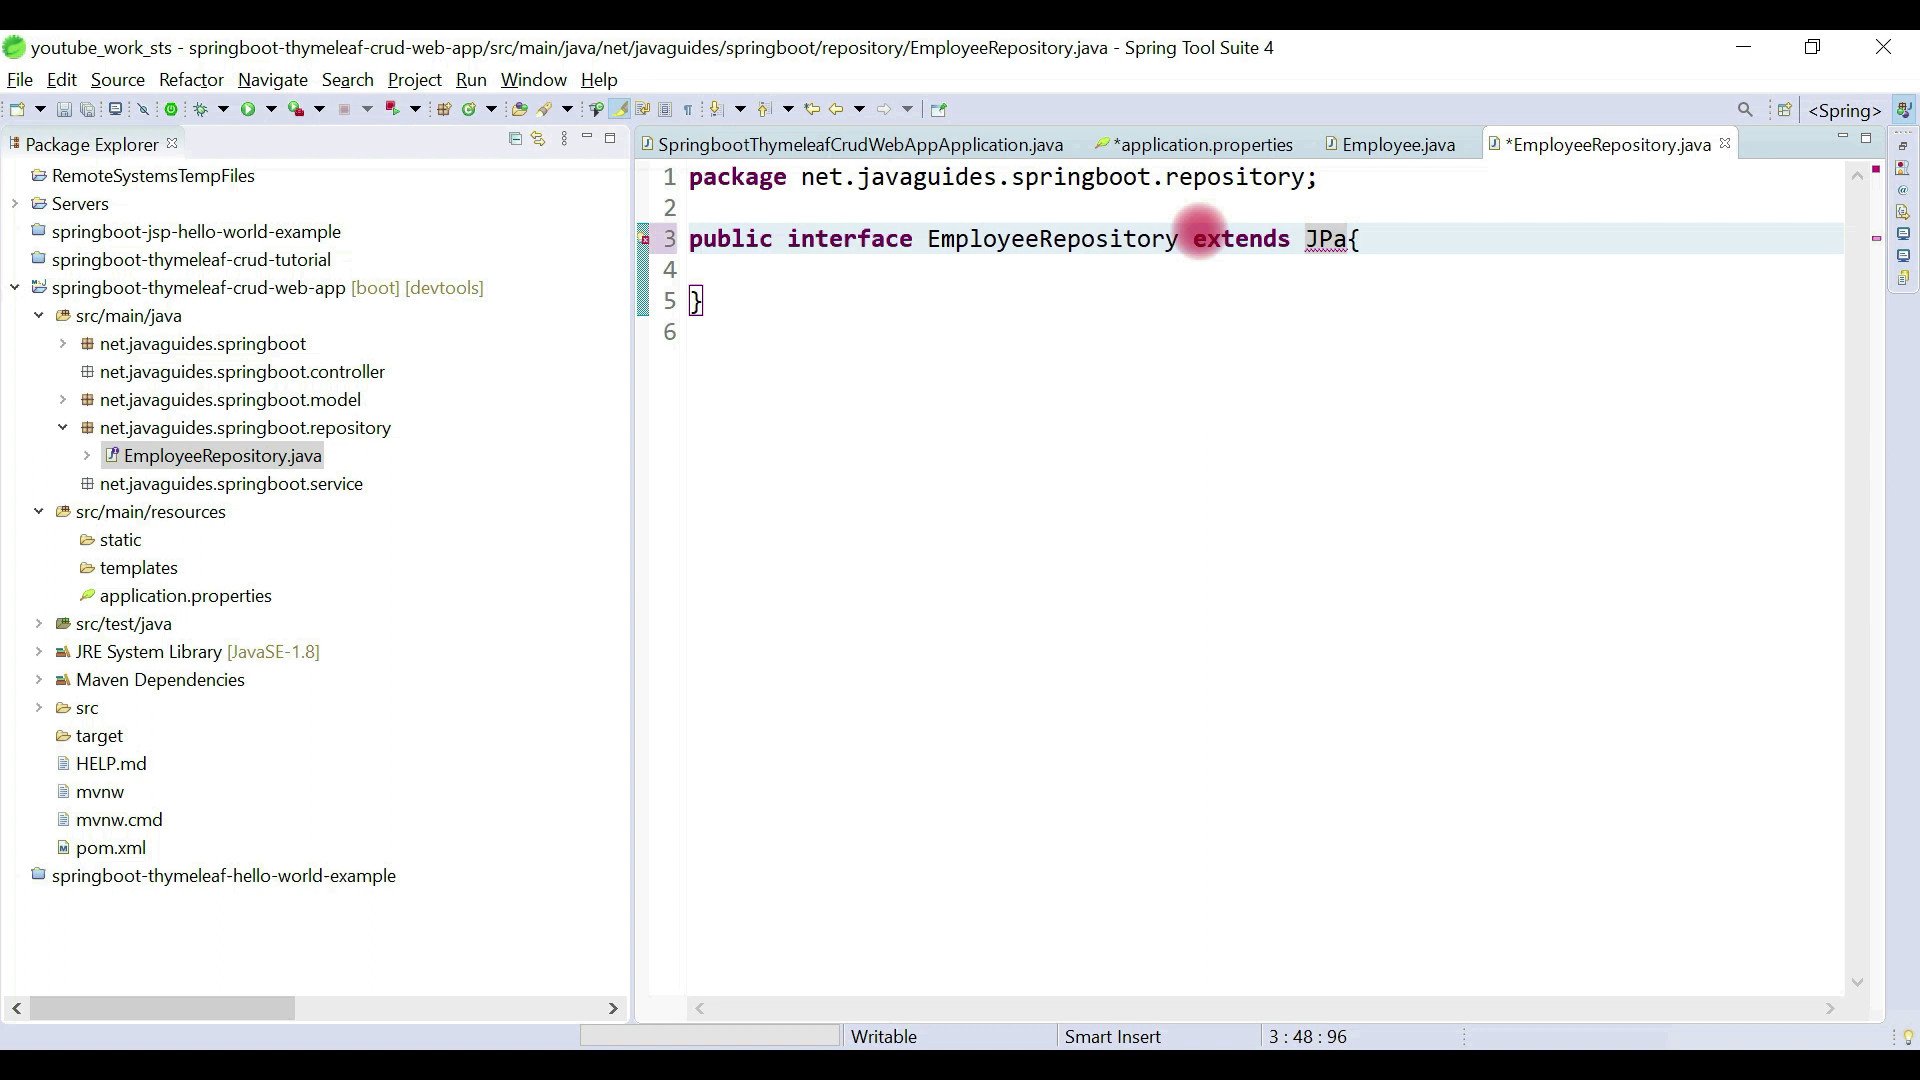 youtube_work_sts - springboot-thymeleaf-crud-web-app/src/main/java/net/javaguides/springboot/repository/EmployeeRepository.java - Spring Tool Suite 4
File Edit Source Refactor Navigate Search Project Run Window Help
<Spring>
Package Explorer
RemoteSystemsTempFiles
Servers
springboot-jsp-hello-world-example
springboot-thymeleaf-crud-tutorial
springboot-thymeleaf-crud-web-app [boot] [devtools]
src/main/java
net.javaguides.springboot
net.javaguides.springboot.controller
net.javaguides.springboot.model
net.javaguides.springboot.repository
EmployeeRepository.java
net.javaguides.springboot.service
src/main/resources
static
templates
application.properties
src/test/java
JRE System Library [JavaSE-1.8]
Maven Dependencies
src
target
HELP.md
mvnw
mvnw.cmd
pom.xml
springboot-thymeleaf-hello-world-example
SpringbootThymeleafCrudWebAppApplication.java *application.properties Employee.java *EmployeeRepository.java
1 package net.javaguides.springboot.repository;
2
3 public interface EmployeeRepository extends JPa{
4
5 }
6
Writable Smart Insert 3 : 48 : 96